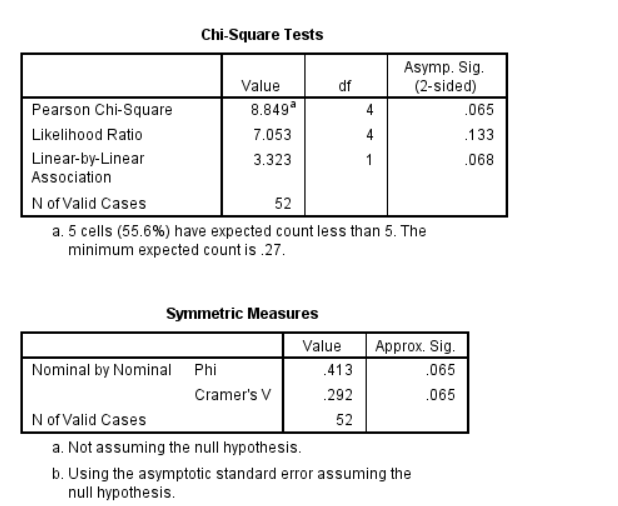 Chi-Square Tests
Value df Asymp. Sig. (2-sided)
Pearson Chi-Square 8.849a 4 .065
Likelihood Ratio 7.053 4 .133
Linear-by-Linear Association 3.323 1 .068
N of Valid Cases 52
a. 5 cells (55.6%) have expected count less than 5. The
minimum expected count is .27.
Symmetric Measures
Value Approx. Sig.
Nominal by Nominal Phi .413 .065
Cramer's V .292 .065
N of Valid Cases 52
a. Not assuming the null hypothesis.
b. Using the asymptotic standard error assuming the
null hypothesis.